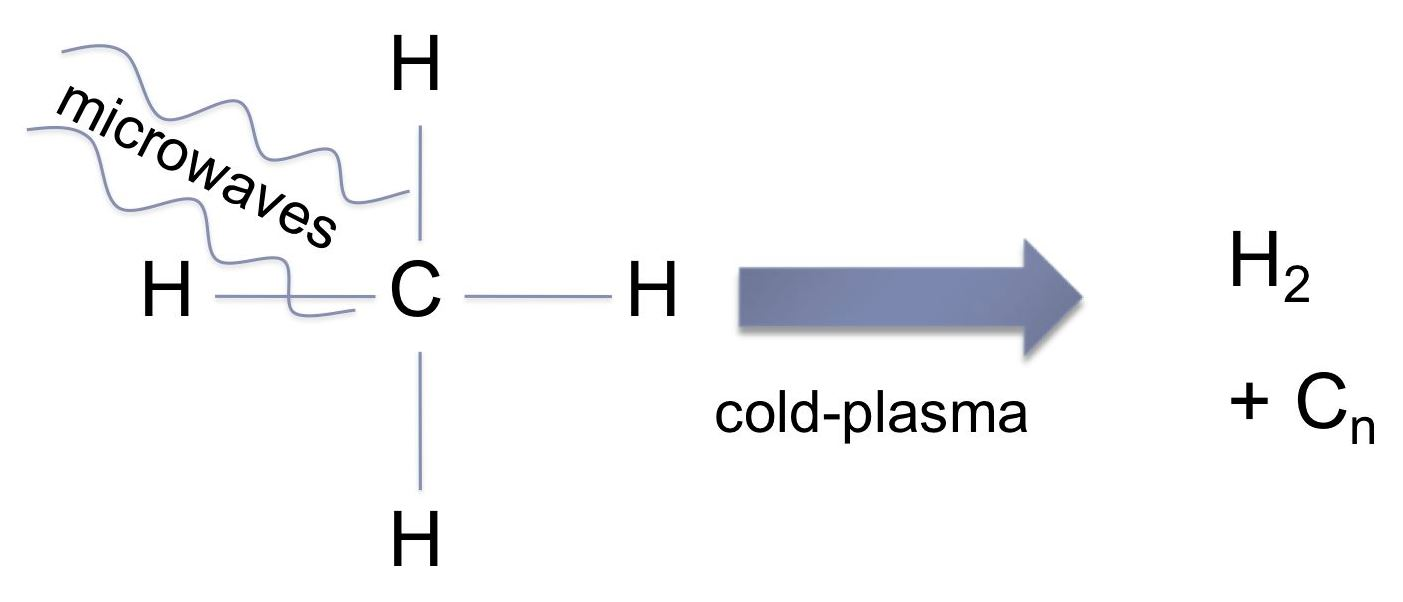 microwaves
H
H C H
H
cold-plasma
H₂
+ Cₙ